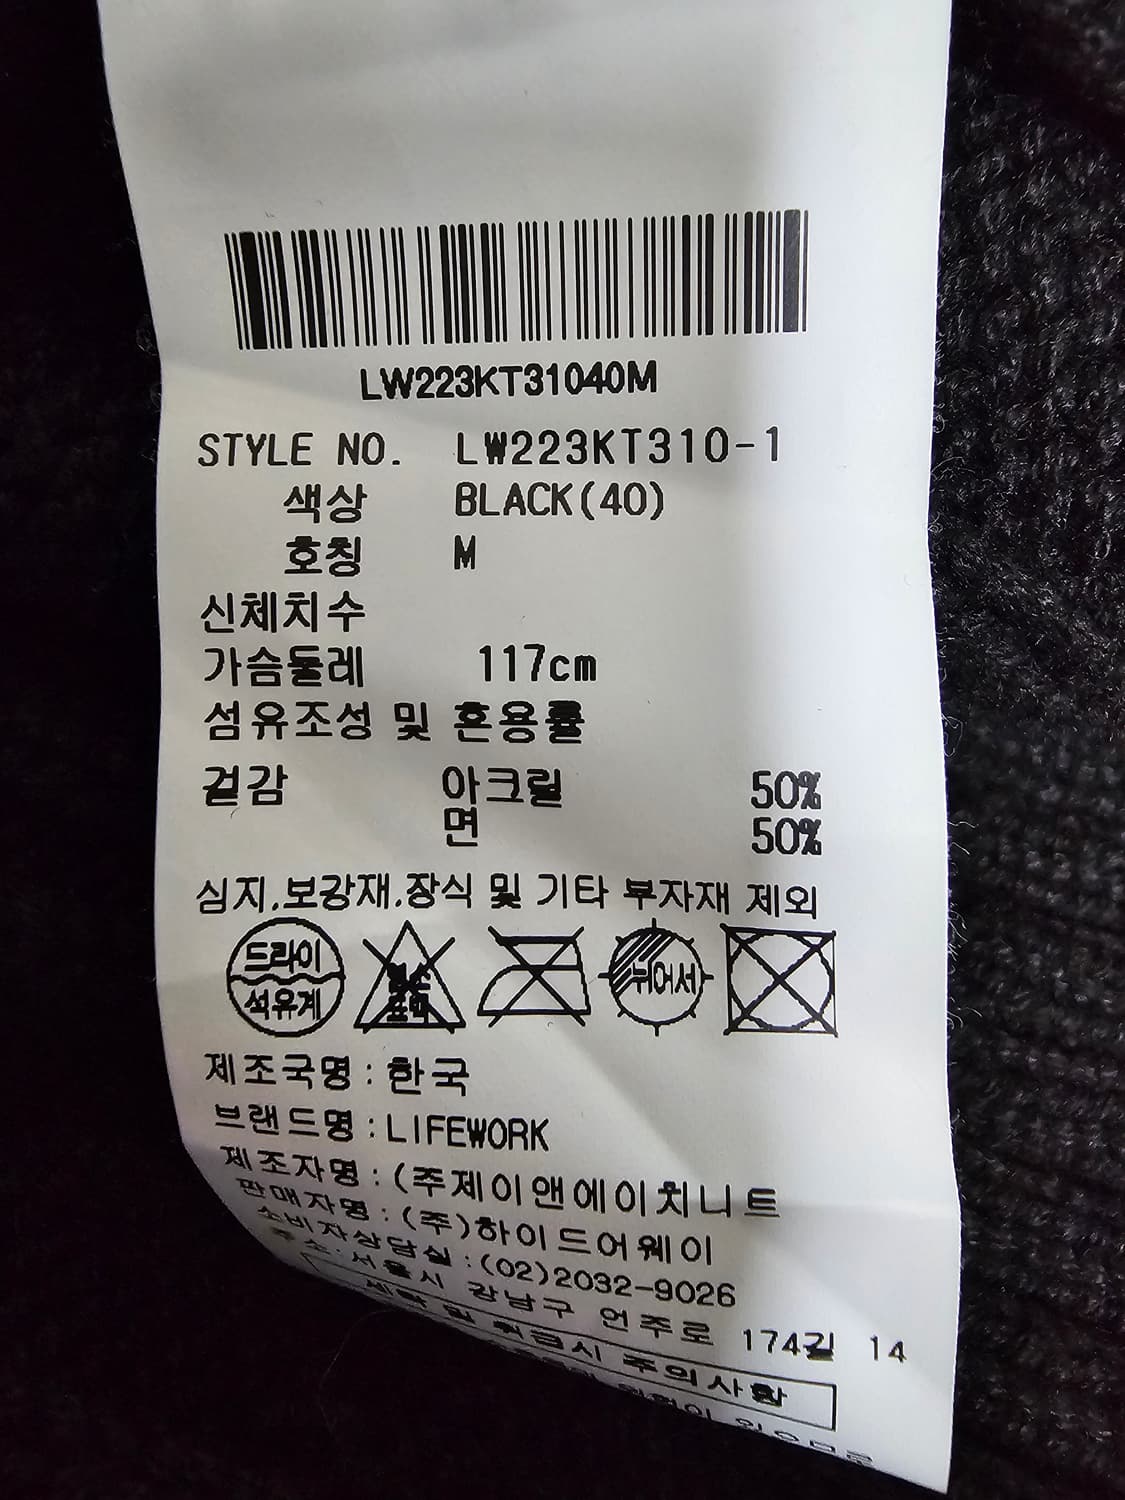 LW223KT31040M
STYLE NO. LW223KT310-1
색상 BLACK(40)
호칭 M
신체치수
가슴둘레 117cm
섬유조성 및 혼용률
겉감 아크릴 50%
면 50%
심지,보강재,장식 및 기타 부자재 제외
드라이
석유계
염소
표백
뉘어서
제조국명:한국
브랜드명:LIFEWORK
제조자명:(주제이앤에이치니트
판매자명:(주)하이드어웨이
소비자상담실:(02)2032-9026
주소:서울시 강남구 언주로 174길 14
세탁 및 취급시 주의사항